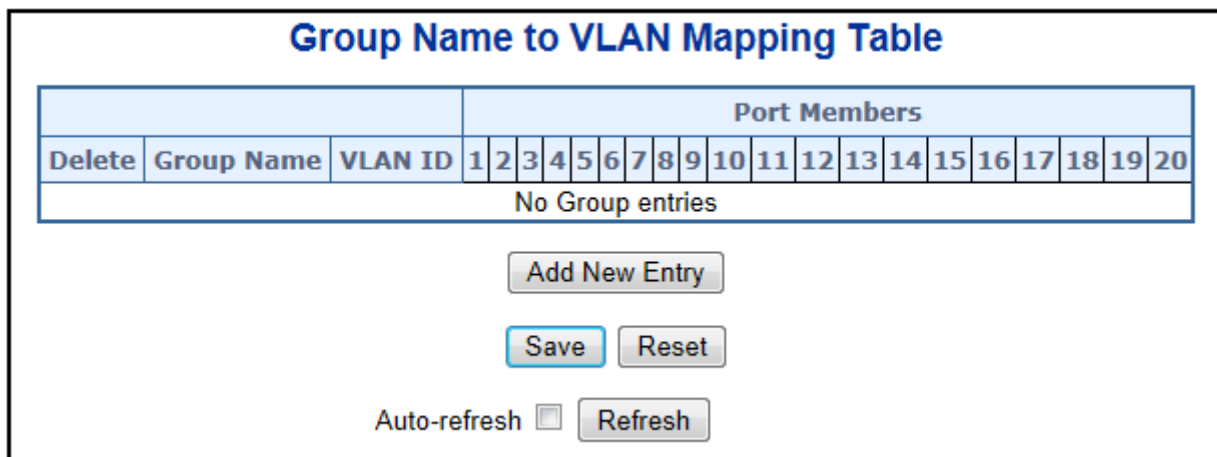 Group Name to VLAN Mapping Table
Port Members
Delete Group Name VLAN ID 1 2 3 4 5 6 7 8 9 10 11 12 13 14 15 16 17 18 19 20
No Group entries
Add New Entry
Save Reset
Auto-refresh Refresh